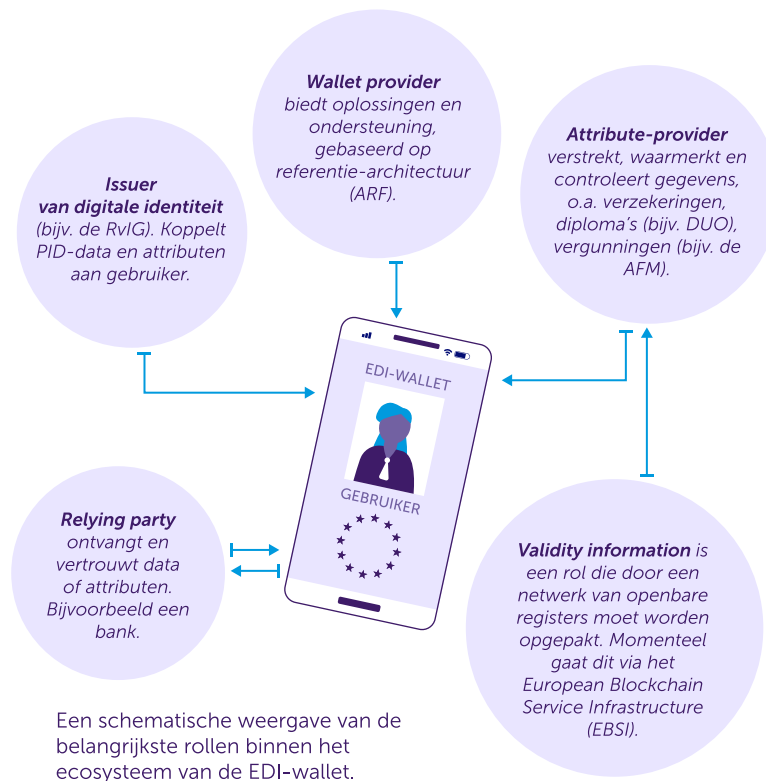 Wallet provider
biedt oplossingen en
ondersteuning,
gebaseerd op
referentie-architectuur
(ARF).
Attribute-provider
verstrekt, waarmerkt en
controleert gegevens,
o.a. verzekeringen,
diploma's (bijv. DUO),
vergunningen (bijv. de
AFM).
Issuer
van digitale identiteit
(bijv. de RvIG). Koppelt
PID-data en attributen
aan gebruiker.
EDI-WALLET
GEBRUIKER
Relying party
ontvangt en
vertrouwt data
of attributen.
Bijvoorbeeld een
bank.
Validity information is
een rol die door een
netwerk van openbare
registers moet worden
opgepakt. Momenteel
gaat dit via het
European Blockchain
Service Infrastructure
(EBSI).
Een schematische weergave van de
belangrijkste rollen binnen het
ecosysteem van de EDI-wallet.